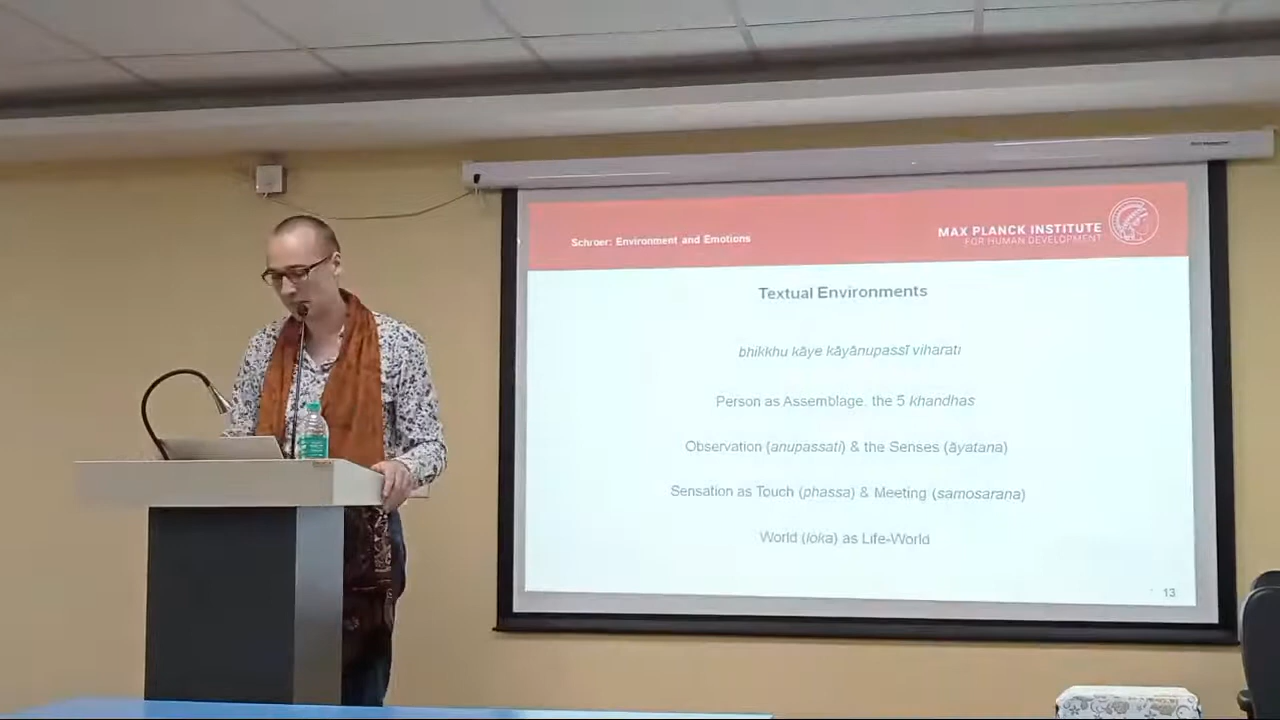 Schroer: Environment and Emotions
MAX PLANCK INSTITUTE
FOR HUMAN DEVELOPMENT
Textual Environments
bhikkhu kāye kāyānupassī viharati
Person as Assemblage: the 5 khandhas
Observation (anupassati) & the Senses (āyatana)
Sensation as Touch (phassa) & Meeting (samosarana)
World (loka) as Life-World
13